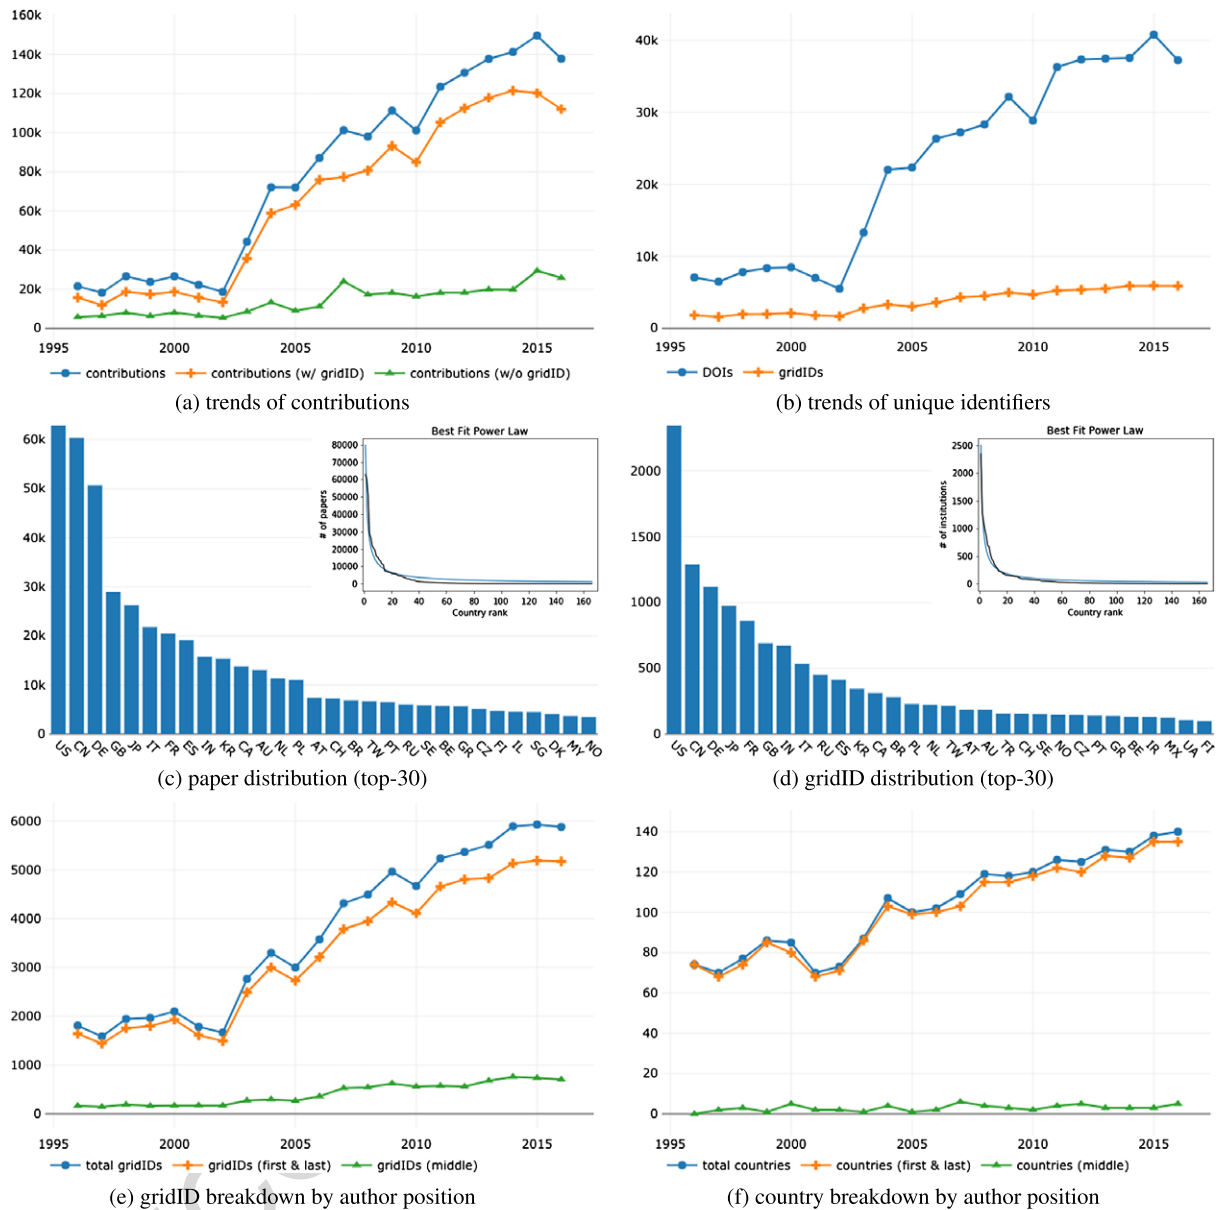 160k
140k
120k
100k
80k
60k
40k
20k
0
1995 2000 2005 2010 2015
contributions contributions (w/ gridID) contributions (w/o gridID)
(a) trends of contributions
40k
30k
20k
10k
0
1995 2000 2005 2010 2015
DOIs gridIDs
(b) trends of unique identifiers
60k
50k
40k
30k
20k
10k
0
US CN DE GB JP IT FR ES IN KR CA AU NL PL AT CH BR TW PT RU SE BE GR CZ FI IL SG DK MY NO
Best Fit Power Law
# of papers
80000
70000
60000
50000
40000
30000
20000
10000
0
0 20 40 60 80 100 120 140 160
Country rank
(c) paper distribution (top-30)
2000
1500
1000
500
0
US CN DE JP FR GB IN IT RU ES KR CA BR PL NL TW AT AU TR CH SE NO CZ PT GR BE IR MX UA FI
Best Fit Power Law
# of institutions
2500
2000
1500
1000
500
0
0 20 40 60 80 100 120 140 160
Country rank
(d) gridID distribution (top-30)
6000
5000
4000
3000
2000
1000
0
1995 2000 2005 2010 2015
total gridIDs gridIDs (first & last) gridIDs (middle)
(e) gridID breakdown by author position
140
120
100
80
60
40
20
0
1995 2000 2005 2010 2015
total countries countries (first & last) countries (middle)
(f) country breakdown by author position